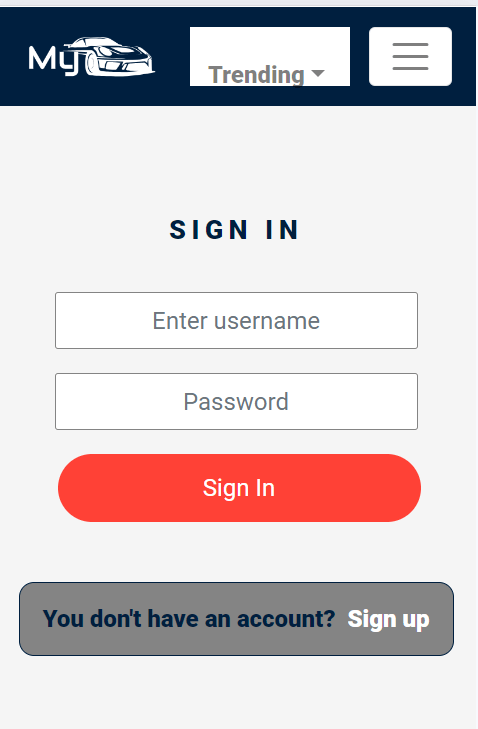 My
Trending
SIGN IN
Enter username
Password
Sign In
You don't have an account? Sign up